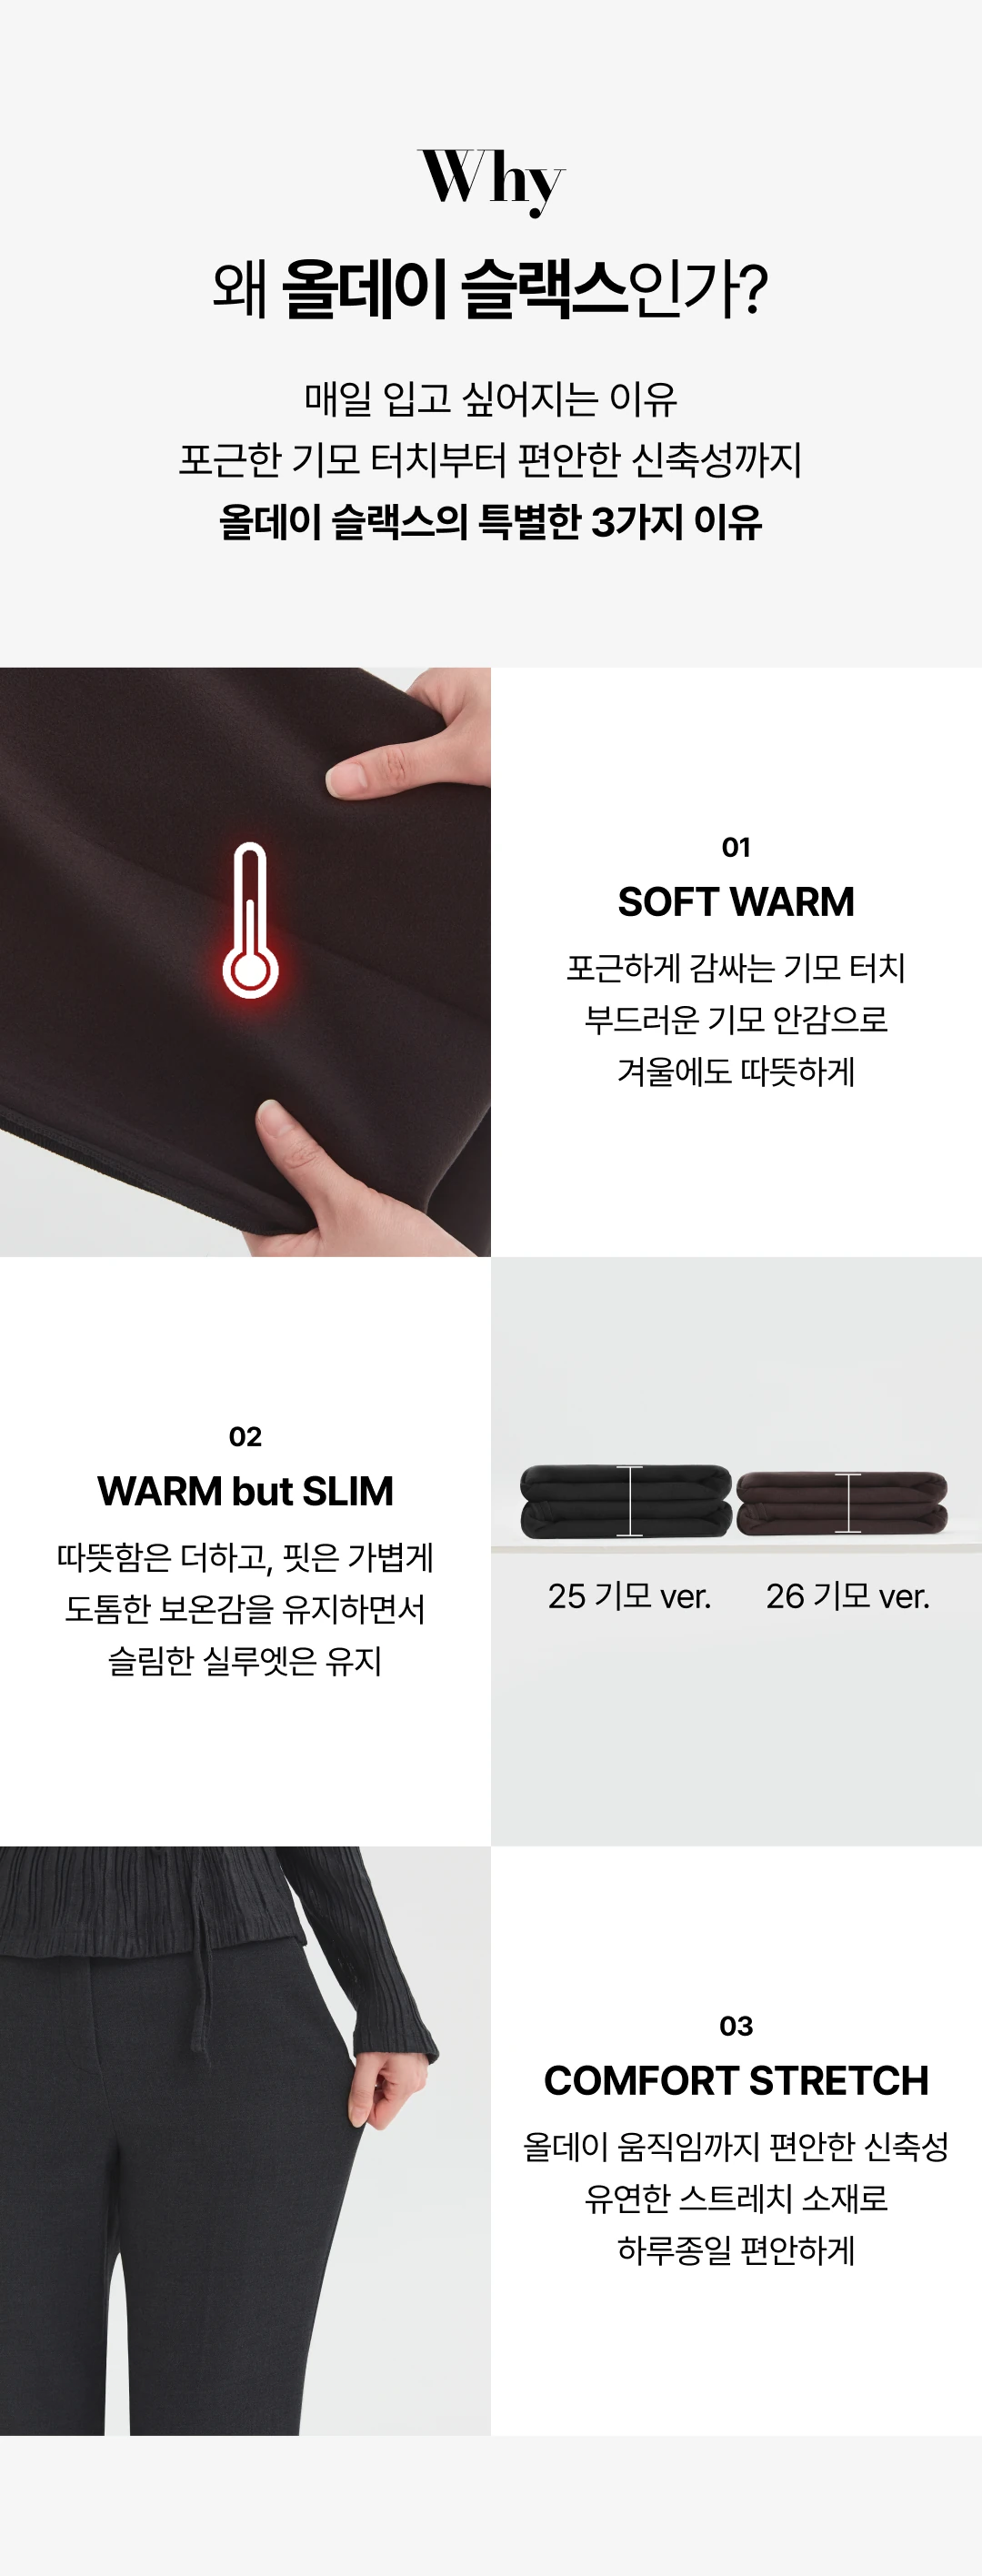 Why
왜 올데이 슬랙스인가?
매일 입고 싶어지는 이유
포근한 기모 터치부터 편안한 신축성까지
올데이 슬랙스의 특별한 3가지 이유
01
SOFT WARM
포근하게 감싸는 기모 터치
부드러운 기모 안감으로
겨울에도 따뜻하게
02
WARM but SLIM
따뜻함은 더하고, 핏은 가볍게
도톰한 보온감을 유지하면서
슬림한 실루엣은 유지
25 기모 ver.
26 기모 ver.
03
COMFORT STRETCH
올데이 움직임까지 편안한 신축성
유연한 스트레치 소재로
하루종일 편안하게